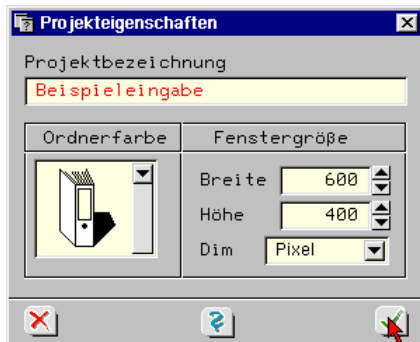 Projekteigenschaften
Projektbezeichnung
Beispieleingabe
Ordnerfarbe
Fenstergröße
Breite 600
Höhe 400
Dim Pixel